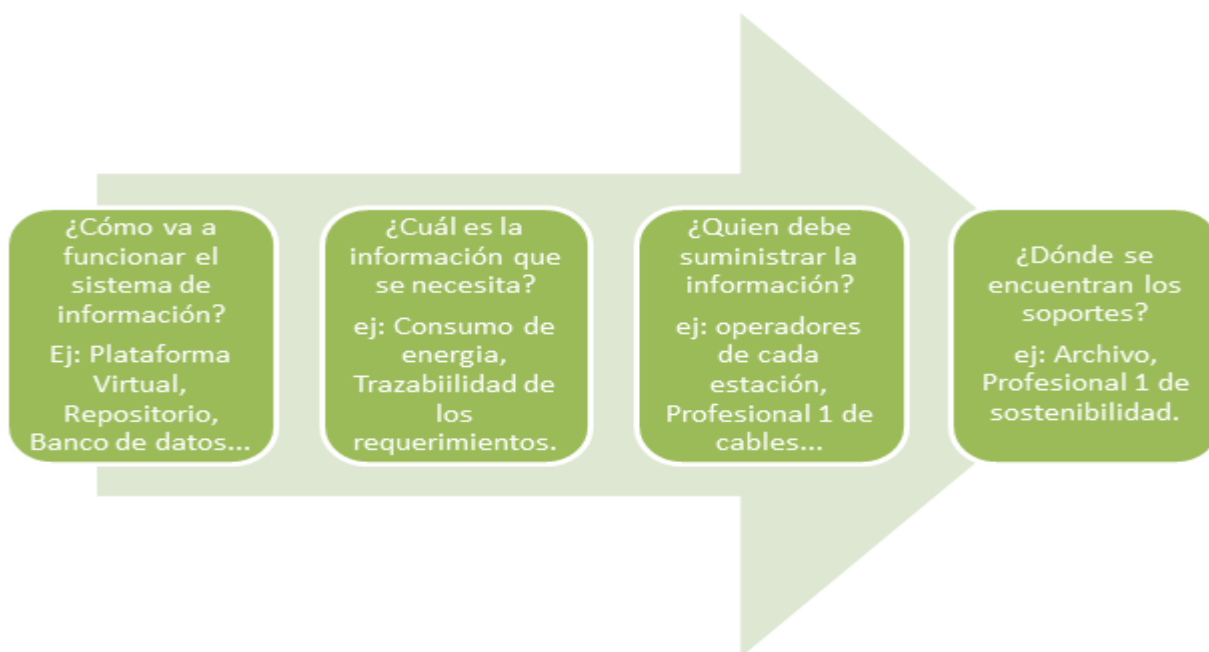 ¿Cómo va a
funcionar el
sistema de
información?
Ej: Plataforma
Virtual,
Repositorio,
Banco de datos...
¿Cuál es la
información que
se necesita?
ej: Consumo de
energia,
Trazabiilidad de
los
requerimientos.
¿Quien debe
suministrar la
información?
ej: operadores
de cada
estación,
Profesional 1 de
cables...
¿Dónde se
encuentran los
soportes?
ej: Archivo,
Profesional 1 de
sostenibilidad.